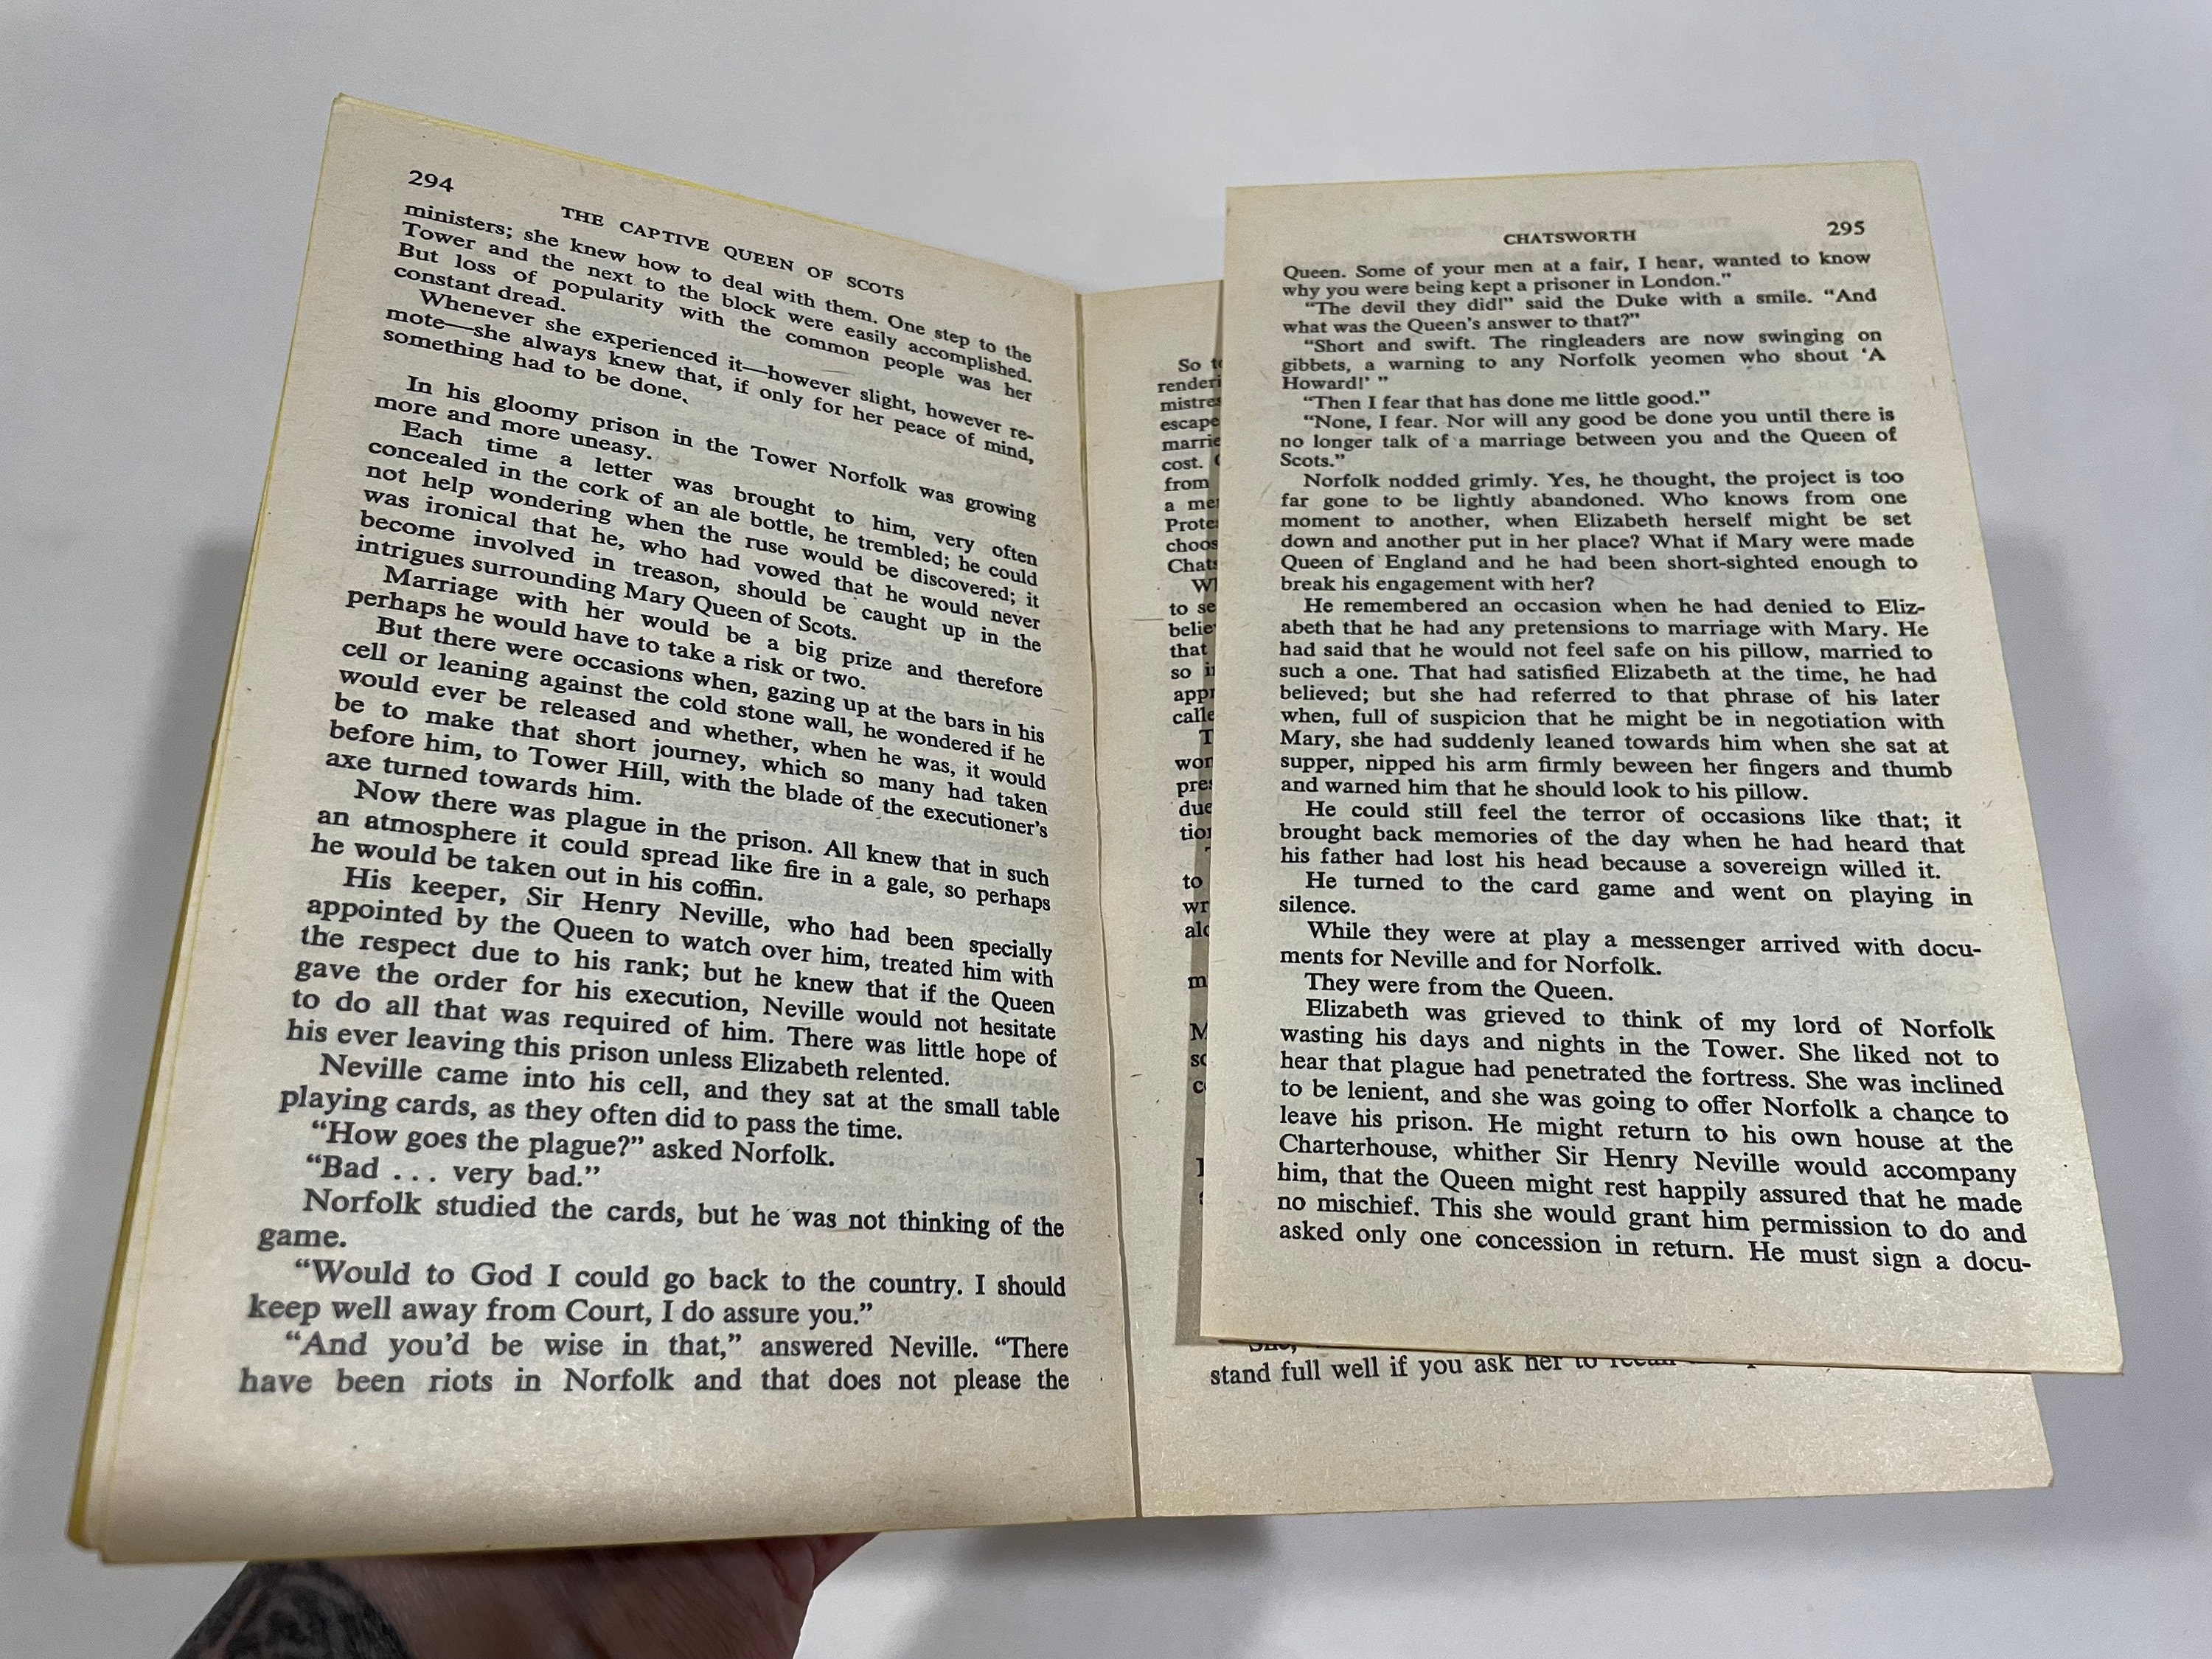 294
THE CAPTIVE QUEEN OF SCOTS
ministers; she knew how to deal with them. One step to the
Tower and the next to the block were easily accomplished.
But loss of popularity with the common people was her
constant dread.
Whenever she experienced it—however slight, however re-
mote—she always knew that, if only for her peace of mind,
something had to be done.
In his gloomy prison in the Tower Norfolk was growing
more and more uneasy.
Each time a letter was brought to him, very often
concealed in the cork of an ale bottle, he trembled; he could
not help wondering when the ruse would be discovered; it
was ironical that he, who had vowed that he would never
become involved in treason, should be caught up in the
intrigues surrounding Mary Queen of Scots.
Marriage with her would be a big prize and therefore
perhaps he would have to take a risk or two.
But there were occasions when, gazing up at the bars in his
cell or leaning against the cold stone wall, he wondered if he
would ever be released and whether, when he was, it would
be to make that short journey, which so many had taken
before him, to Tower Hill, with the blade of the executioner's
axe turned towards him.
Now there was plague in the prison. All knew that in such
an atmosphere it could spread like fire in a gale, so perhaps
he would be taken out in his coffin.
His keeper, Sir Henry Neville, who had been specially
appointed by the Queen to watch over him, treated him with
the respect due to his rank; but he knew that if the Queen
gave the order for his execution, Neville would not hesitate
to do all that was required of him. There was little hope of
his ever leaving this prison unless Elizabeth relented.
Neville came into his cell, and they sat at the small table
playing cards, as they often did to pass the time.
“How goes the plague?” asked Norfolk.
“Bad . . . very bad.”
Norfolk studied the cards, but he was not thinking of the
game.
“Would to God I could go back to the country. I should
keep well away from Court, I do assure you.”
“And you’d be wise in that,” answered Neville. “There
have been riots in Norfolk and that does not please the
So
mistres
escape
marrie
cost.
from
a
to se
that
so
to
stand full well if you ask her to
CHATSWORTH
295
Queen. Some of your men at a fair, I hear, wanted to know
why you were being kept a prisoner in London.”
“The devil they did!” said the Duke with a smile. “And
what was the Queen’s answer to that?”
“Short and swift. The ringleaders are now swinging on
gibbets, a warning to any Norfolk yeomen who shout ‘A
Howard!’ ”
“Then I fear that has done me little good.”
“None, I fear. Nor will any good be done you until there is
no longer talk of a marriage between you and the Queen of
Scots.”
Norfolk nodded grimly. Yes, he thought, the project is too
far gone to be lightly abandoned. Who knows from one
moment to another, when Elizabeth herself might be set
down and another put in her place? What if Mary were made
Queen of England and he had been short-sighted enough to
break his engagement with her?
He remembered an occasion when he had denied to Eliz-
abeth that he had any pretensions to marriage with Mary. He
had said that he would not feel safe on his pillow, married to
such a one. That had satisfied Elizabeth at the time, he had
believed; but she had referred to that phrase of his later
when, full of suspicion that he might be in negotiation with
Mary, she had suddenly leaned towards him when she sat at
supper, nipped his arm firmly beween her fingers and thumb
and warned him that he should look to his pillow.
He could still feel the terror of occasions like that; it
brought back memories of the day when he had heard that
his father had lost his head because a sovereign willed it.
He turned to the card game and went on playing in
silence.
While they were at play a messenger arrived with docu-
ments for Neville and for Norfolk.
They were from the Queen.
Elizabeth was grieved to think of my lord of Norfolk
wasting his days and nights in the Tower. She liked not to
hear that plague had penetrated the fortress. She was inclined
to be lenient, and she was going to offer Norfolk a chance to
leave his prison. He might return to his own house at the
Charterhouse, whither Sir Henry Neville would accompany
him, that the Queen might rest happily assured that he made
no mischief. This she would grant him permission to do and
asked only one concession in return. He must sign a docu-